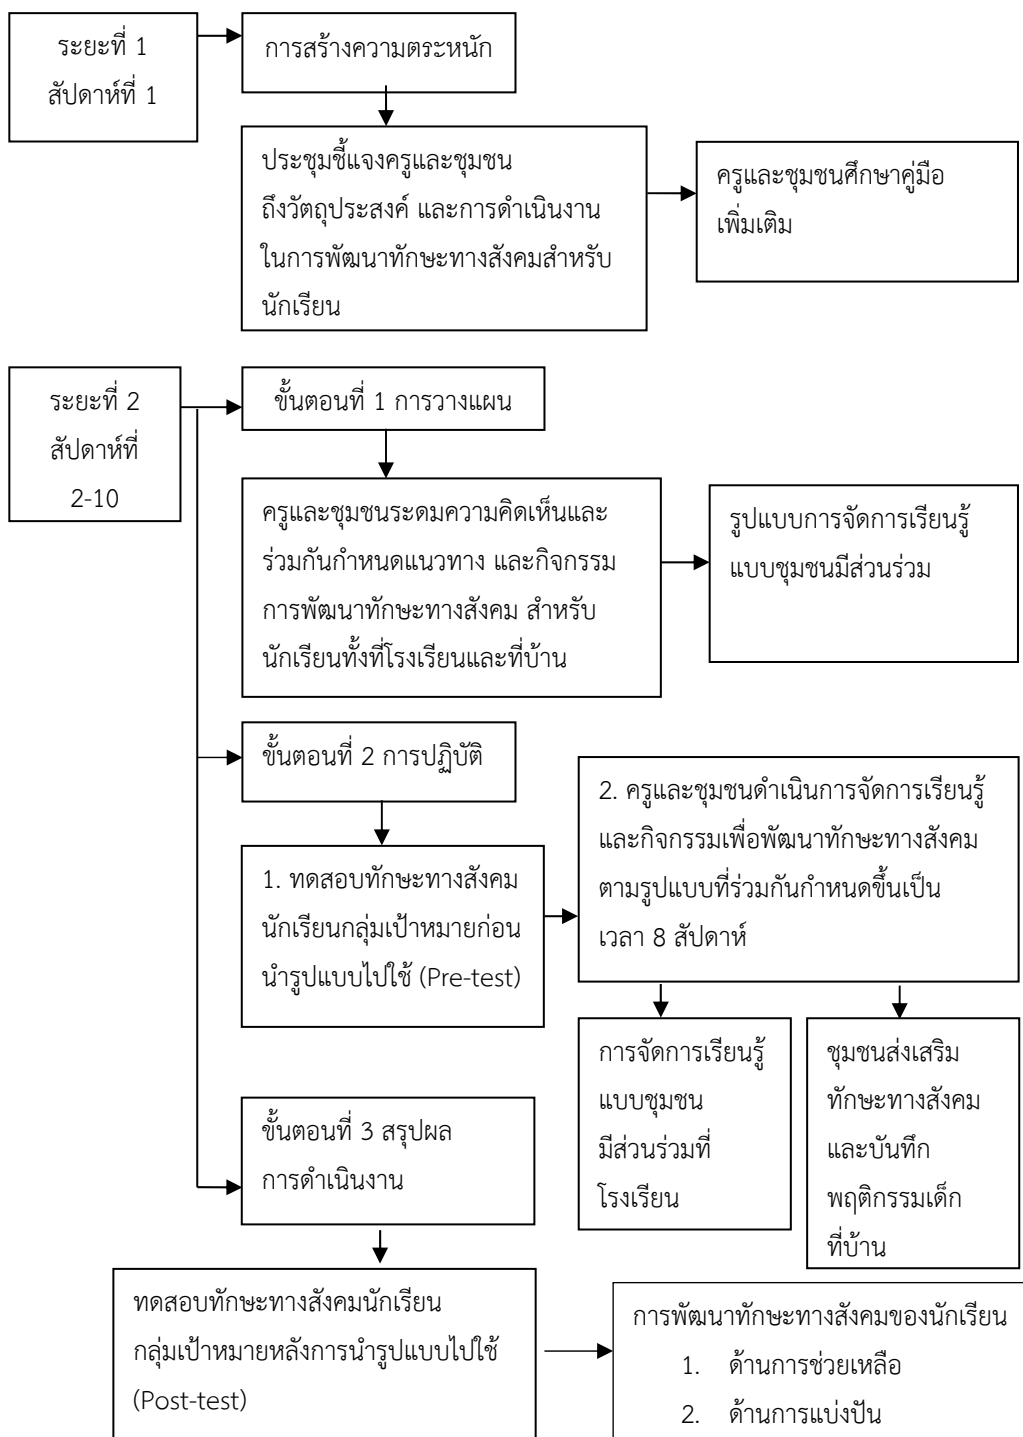 ระยะที่ 1
สัปดาห์ที่ 1
การสร้างความตระหนัก
ประชุมชี้แจงครูและชุมชน
ถึงวัตถุประสงค์ และการดำเนินงาน
ในการพัฒนาทักษะทางสังคมสำหรับ
นักเรียน
ครูและชุมชนศึกษาคู่มือ
เพิ่มเติม
ระยะที่ 2
สัปดาห์ที่
2-10
ขั้นตอนที่ 1 การวางแผน
ครูและชุมชนระดมความคิดเห็นและ
ร่วมกันกำหนดแนวทาง และกิจกรรม
การพัฒนาทักษะทางสังคม สำหรับ
นักเรียนทั้งที่โรงเรียนและที่บ้าน
รูปแบบการจัดการเรียนรู้
แบบชุมชนมีส่วนร่วม
ขั้นตอนที่ 2 การปฏิบัติ
1. ทดสอบทักษะทางสังคม
นักเรียนกลุ่มเป้าหมายก่อน
นำรูปแบบไปใช้ (Pre-test)
2. ครูและชุมชนดำเนินการจัดการเรียนรู้
และกิจกรรมเพื่อพัฒนาทักษะทางสังคม
ตามรูปแบบที่ร่วมกันกำหนดขึ้นเป็น
เวลา 8 สัปดาห์
การจัดการเรียนรู้
แบบชุมชน
มีส่วนร่วมที่
โรงเรียน
ชุมชนส่งเสริม
ทักษะทางสังคม
และบันทึก
พฤติกรรมเด็ก
ที่บ้าน
ขั้นตอนที่ 3 สรุปผล
การดำเนินงาน
ทดสอบทักษะทางสังคมนักเรียน
กลุ่มเป้าหมายหลังการนำรูปแบบไปใช้
(Post-test)
การพัฒนาทักษะทางสังคมของนักเรียน
1. ด้านการช่วยเหลือ
2. ด้านการแบ่งปัน